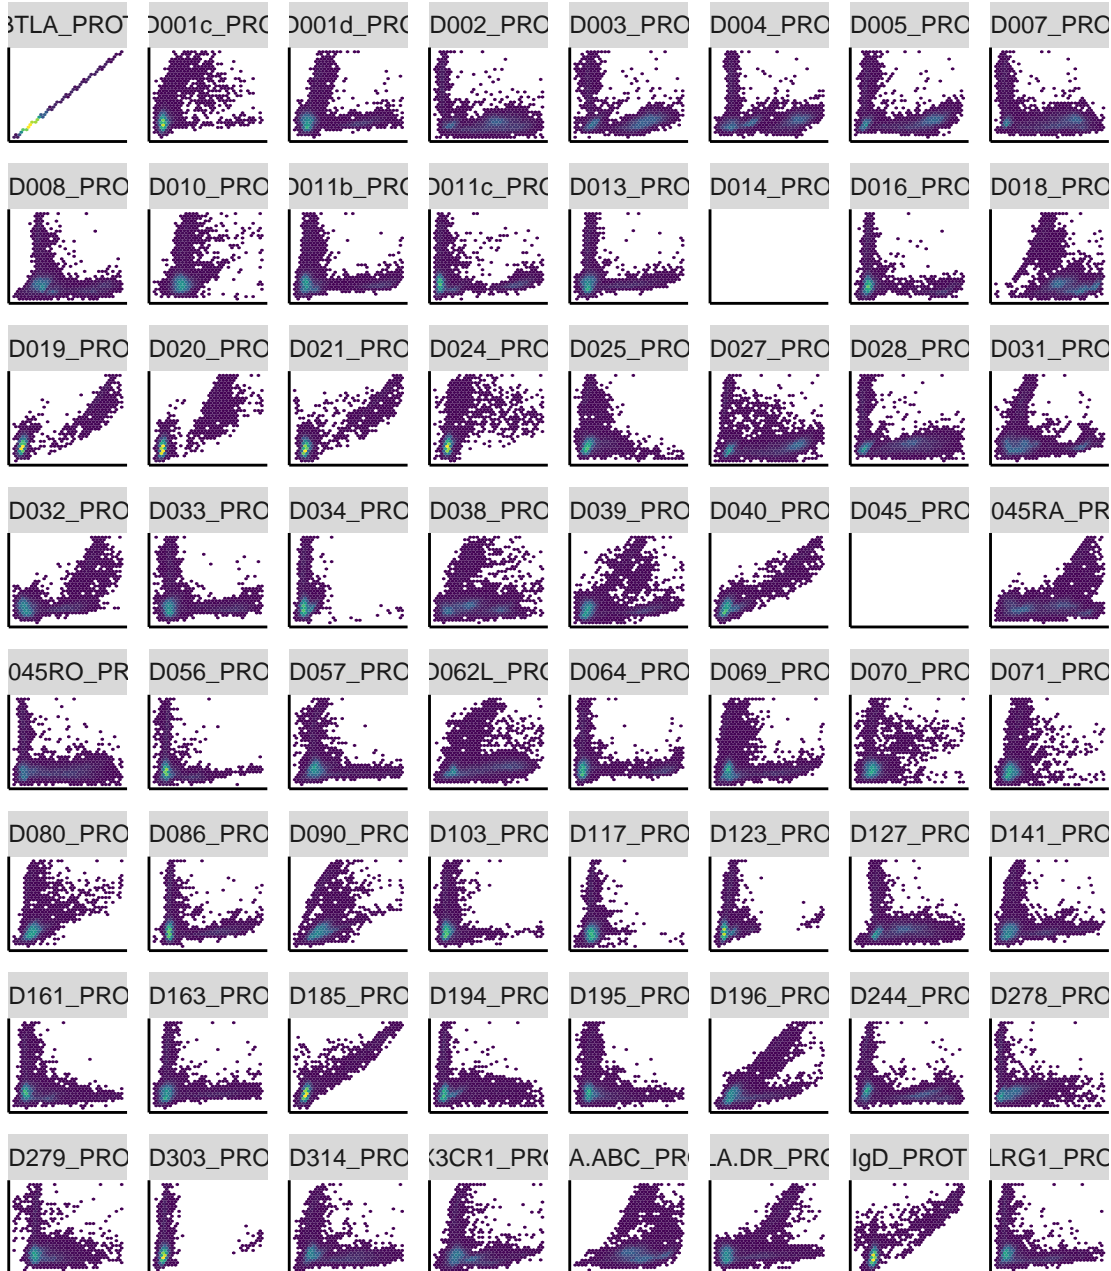 BTLA_PROT D001c_PRO D001d_PRO D002_PRO D003_PRO D004_PRO D005_PRO D007_PRO
D008_PRO D010_PRO D011b_PRO D011c_PRO D013_PRO D014_PRO D016_PRO D018_PRO
D019_PRO D020_PRO D021_PRO D024_PRO D025_PRO D027_PRO D028_PRO D031_PRO
D032_PRO D033_PRO D034_PRO D038_PRO D039_PRO D040_PRO D045_PRO 045RA_PR
045RO_PR D056_PRO D057_PRO D062L_PRO D064_PRO D069_PRO D070_PRO D071_PRO
D080_PRO D086_PRO D090_PRO D103_PRO D117_PRO D123_PRO D127_PRO D141_PRO
D161_PRO D163_PRO D185_PRO D194_PRO D195_PRO D196_PRO D244_PRO D278_PRO
D279_PRO D303_PRO D314_PRO X3CR1_PRO A.ABC_PRO LA.DR_PRO IgD_PROT LRG1_PRO